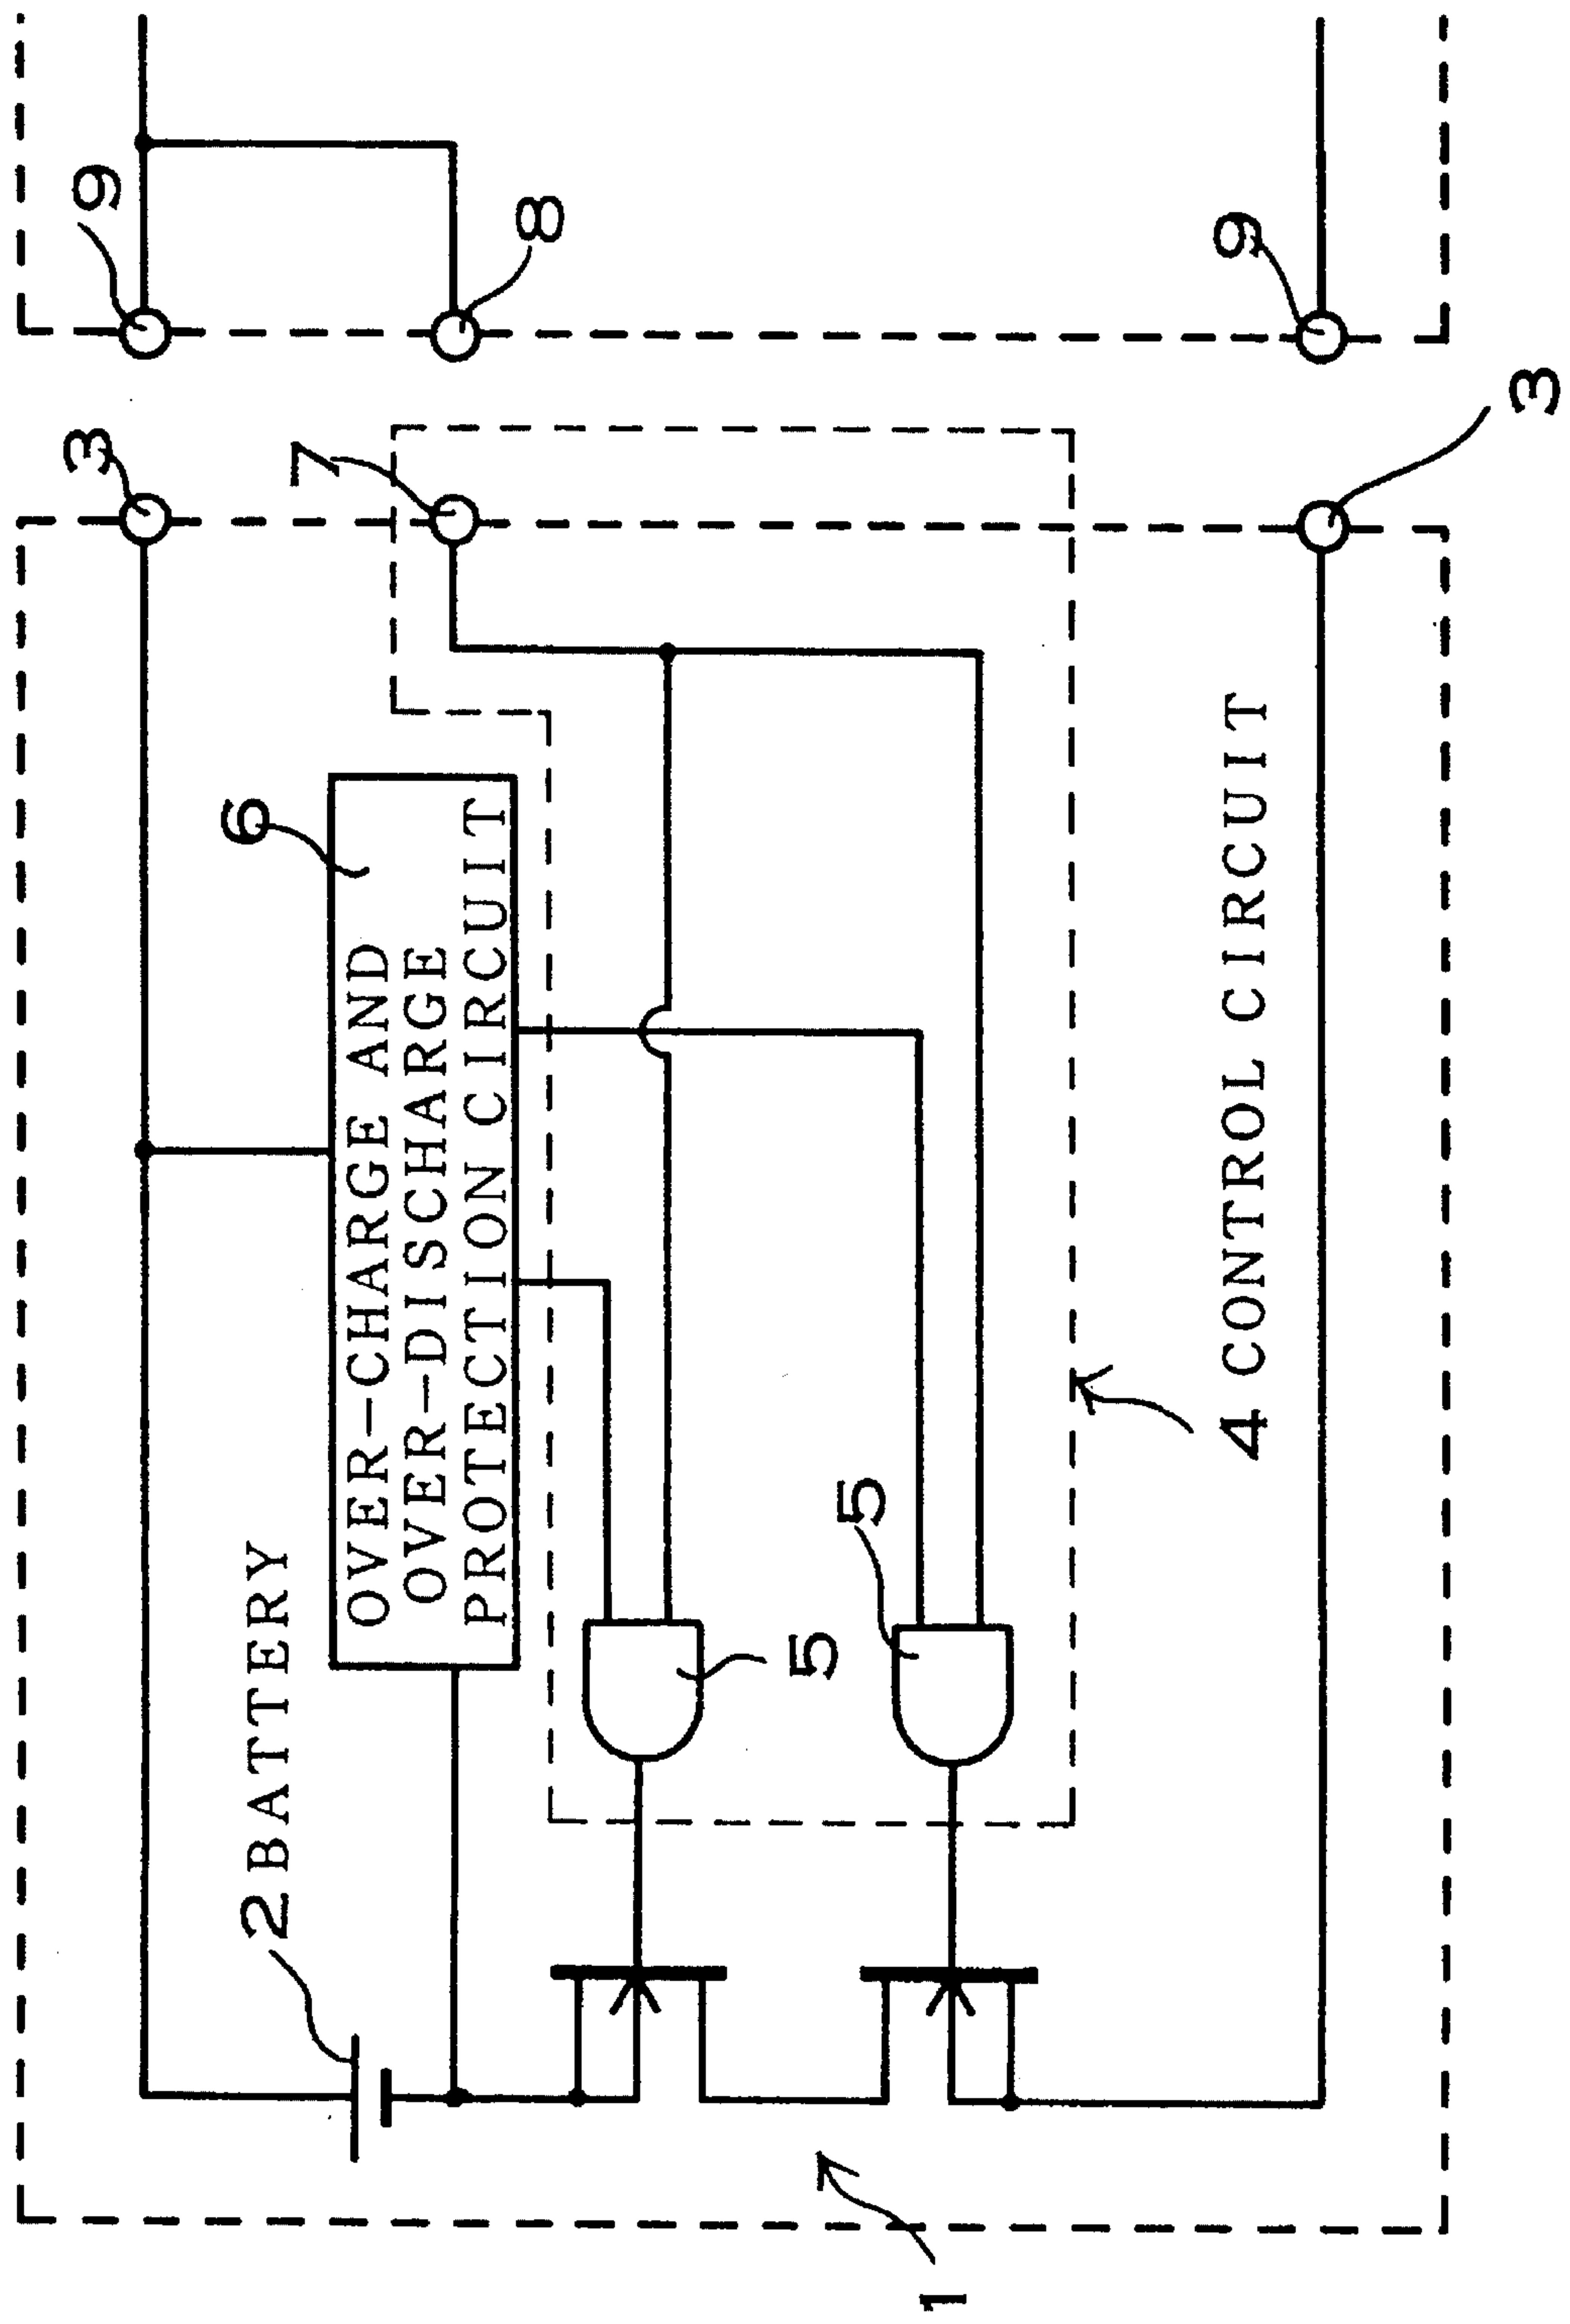 1
2 BATTERY
3
9
6
OVER-CHARGE AND
OVER-DISCHARGE
PROTECTION CIRCUIT
7
8
5
5
4 CONTROL CIRCUIT
9
3